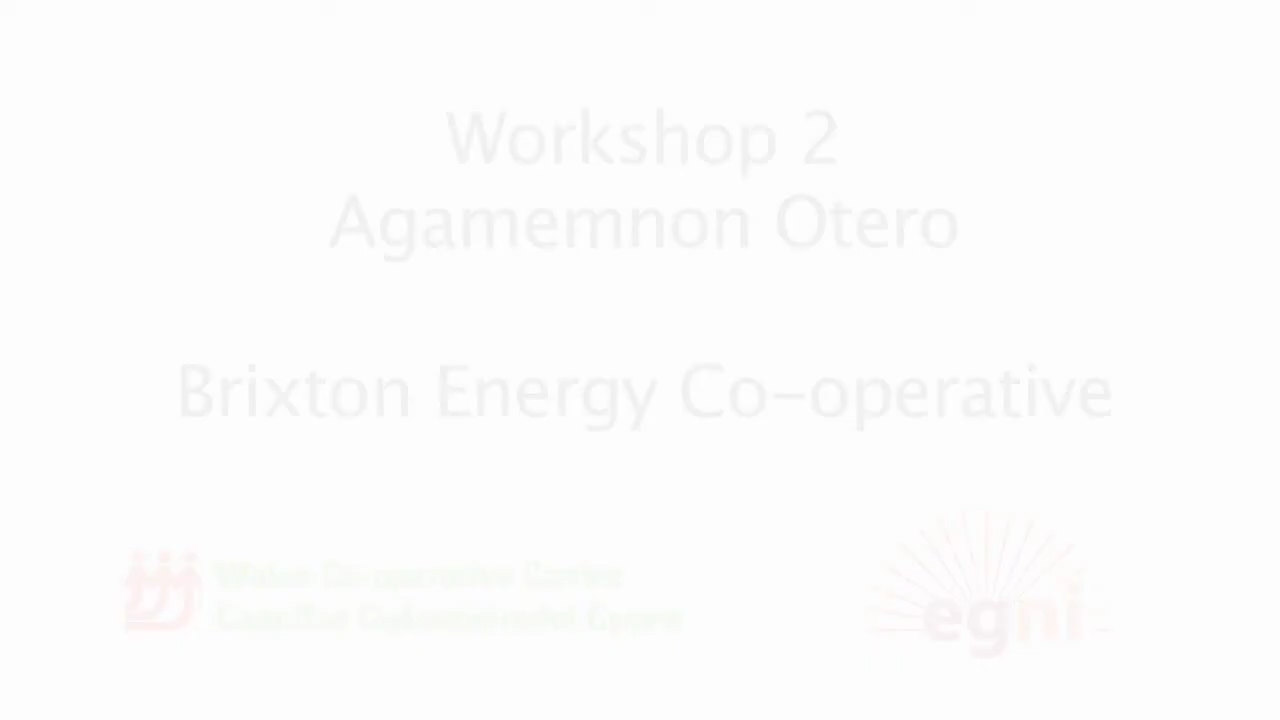 Workshop 2
Agamemnon Otero
Brixton Energy Co-operative
Wales Co-operative Centre
Canolfan Cydweithredol Cymru
egni